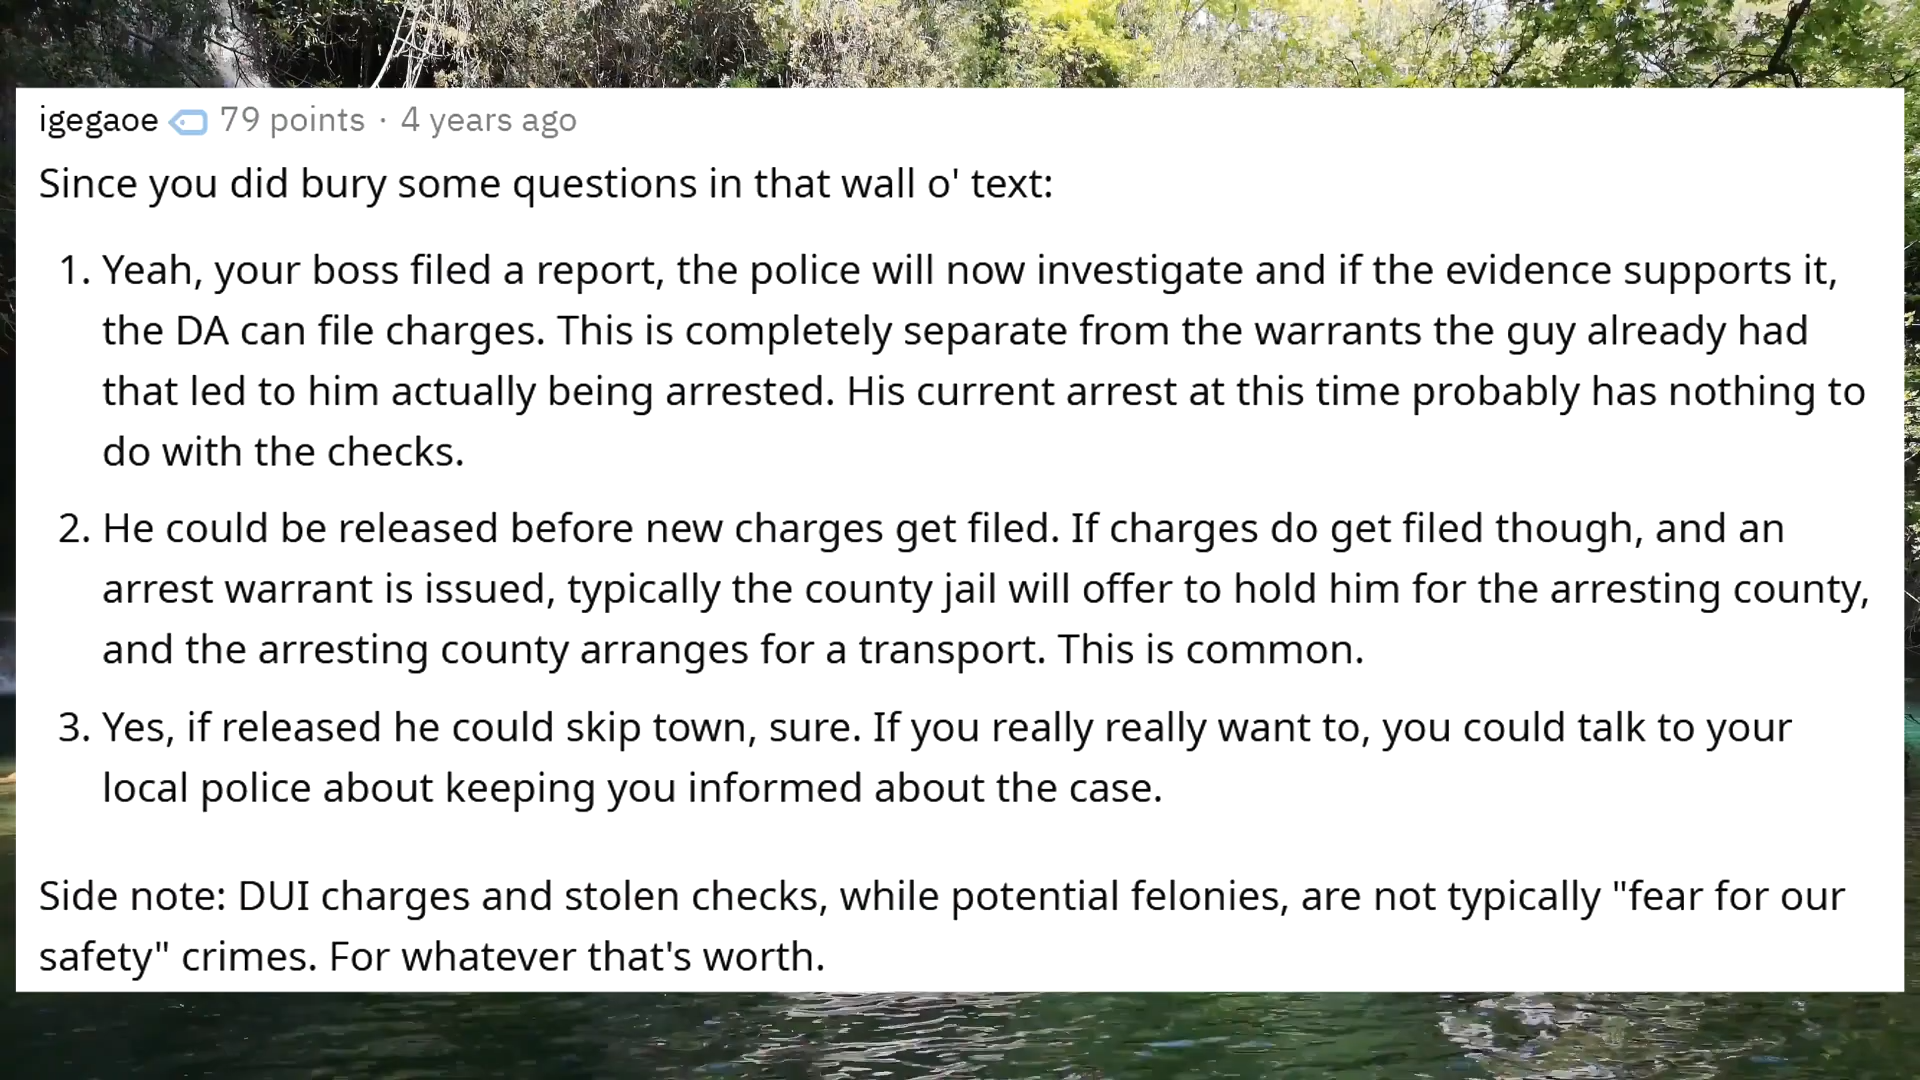 igegaoe 79 points · 4 years ago
Since you did bury some questions in that wall o' text:
1. Yeah, your boss filed a report, the police will now investigate and if the evidence supports it,
the DA can file charges. This is completely separate from the warrants the guy already had
that led to him actually being arrested. His current arrest at this time probably has nothing to
do with the checks.
2. He could be released before new charges get filed. If charges do get filed though, and an
arrest warrant is issued, typically the county jail will offer to hold him for the arresting county,
and the arresting county arranges for a transport. This is common.
3. Yes, if released he could skip town, sure. If you really really want to, you could talk to your
local police about keeping you informed about the case.
Side note: DUI charges and stolen checks, while potential felonies, are not typically "fear for our
safety" crimes. For whatever that's worth.